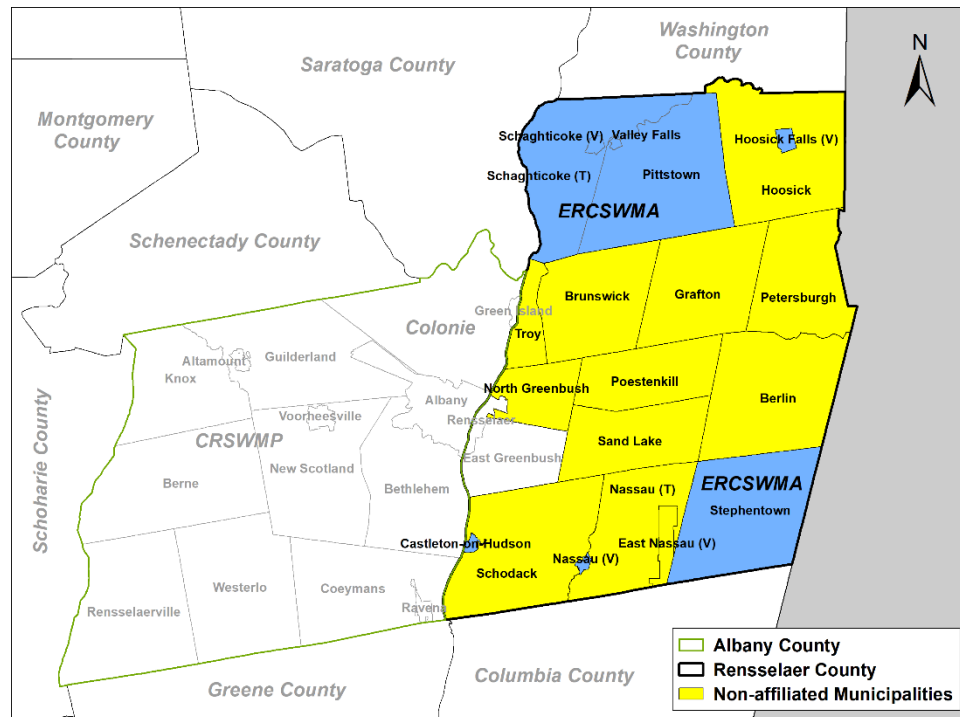 Washington
County
N
Saratoga County
Montgomery
County
Schaghticoke (V)
Valley Falls
Hoosick Falls (V)
Schaghticoke (T)
Pittstown
Hoosick
ERCSWMA
Schenectady County
Brunswick
Grafton
Petersburgh
Green Island
Colonie
Troy
Guilderland
Altamount
Knox
North Greenbush
Poestenkill
Berlin
Albany
Voorheesville
Rensselaer
CRSWMP
Sand Lake
East Greenbush
New Scotland
Schoharie County
Berne
Bethlehem
Nassau (T)
ERCSWMA
Stephentown
Castleton-on-Hudson
East Nassau (V)
Nassau (V)
Schodack
Westerlo
Coeymans
Rensselaerville
Ravena
Greene County
Columbia County
Albany County
Rensselaer County
Non-affiliated Municipalities